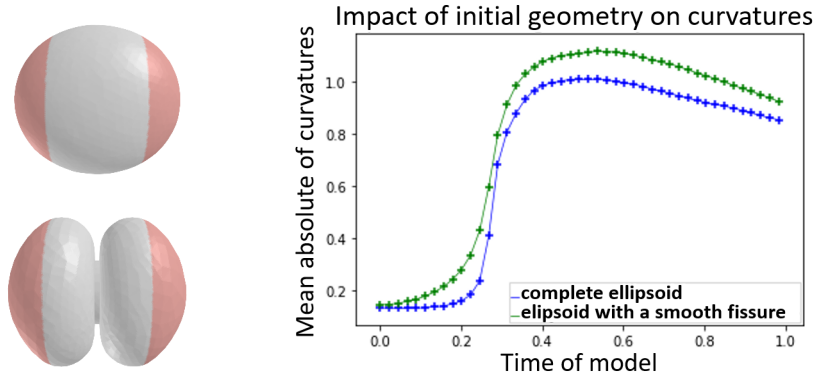 Impact of initial geometry on curvatures
Mean absolute of curvatures
1.0
0.8
0.6
0.4
0.2
complete ellipsoid
elipsoid with a smooth fissure
0.0 0.2 0.4 0.6 0.8 1.0
Time of model